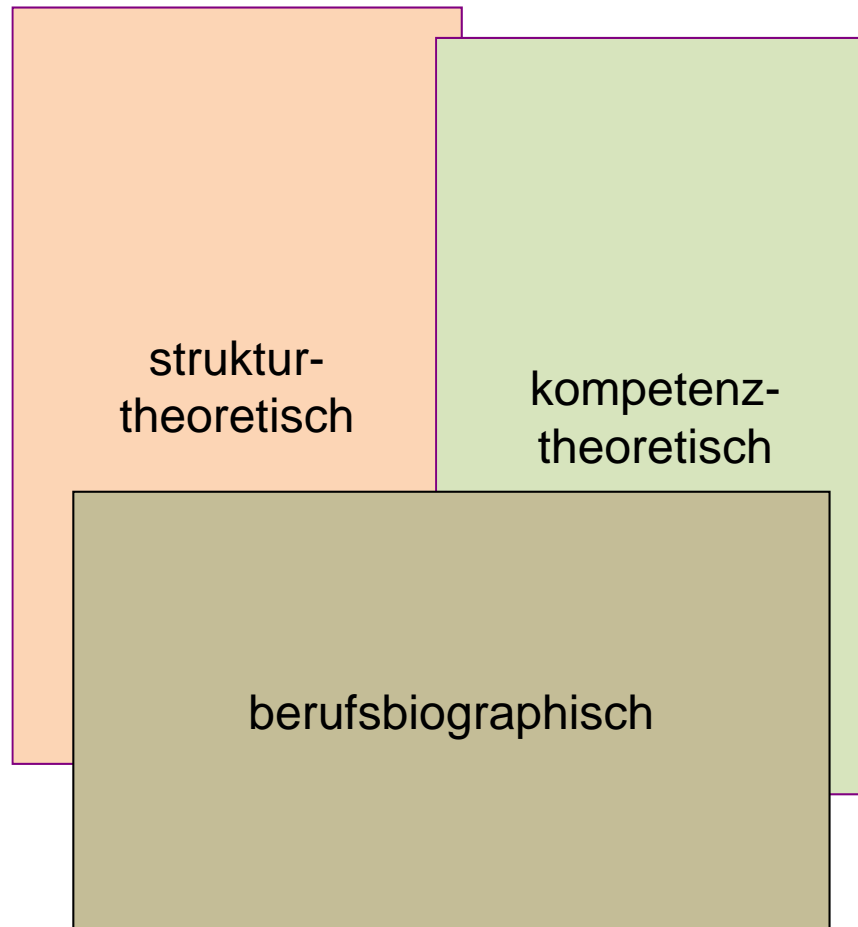 struktur-
theoretisch
kompetenz-
theoretisch
berufsbiographisch